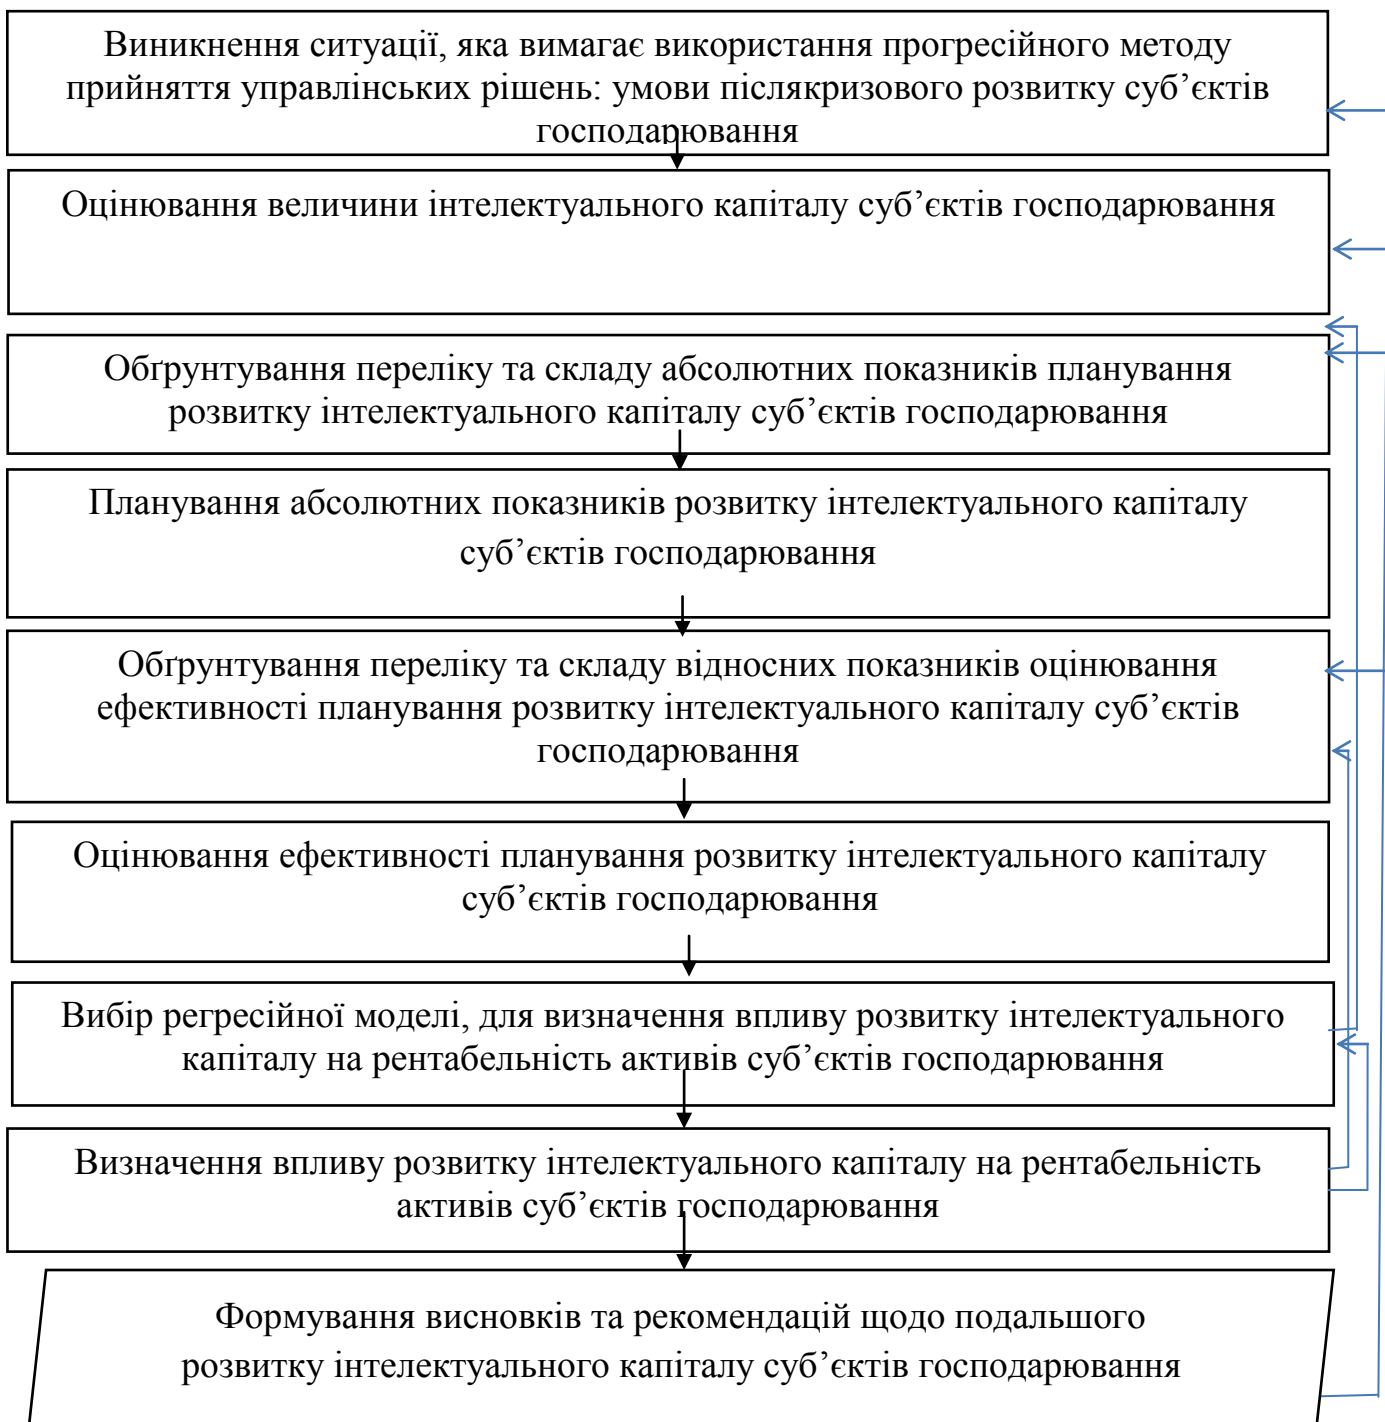 Виникнення ситуації, яка вимагає використання прогресійного методу
прийняття управлінських рішень: умови післякризового розвитку суб’єктів
господарювання
Оцінювання величини інтелектуального капіталу суб’єктів господарювання
Обґрунтування переліку та складу абсолютних показників планування
розвитку інтелектуального капіталу суб’єктів господарювання
Планування абсолютних показників розвитку інтелектуального капіталу
суб’єктів господарювання
Обґрунтування переліку та складу відносних показників оцінювання
ефективності планування розвитку інтелектуального капіталу суб’єктів
господарювання
Оцінювання ефективності планування розвитку інтелектуального капіталу
суб’єктів господарювання
Вибір регресійної моделі, для визначення впливу розвитку інтелектуального
капіталу на рентабельність активів суб’єктів господарювання
Визначення впливу розвитку інтелектуального капіталу на рентабельність
активів суб’єктів господарювання
Формування висновків та рекомендацій щодо подальшого
розвитку інтелектуального капіталу суб’єктів господарювання